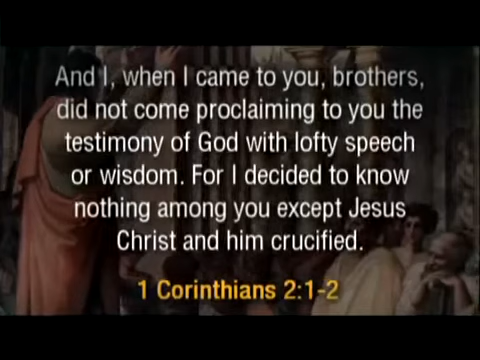 And I, when I came to you, brothers,
did not come proclaiming to you the
testimony of God with lofty speech
or wisdom. For I decided to know
nothing among you except Jesus
Christ and him crucified.
1 Corinthians 2:1-2